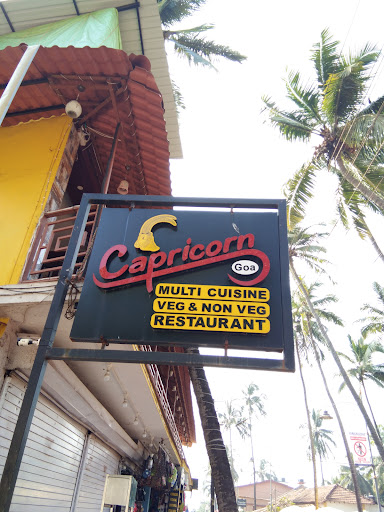 Capricorn
Goa
MULTI CUISINE
VEG & NON VEG
RESTAURANT